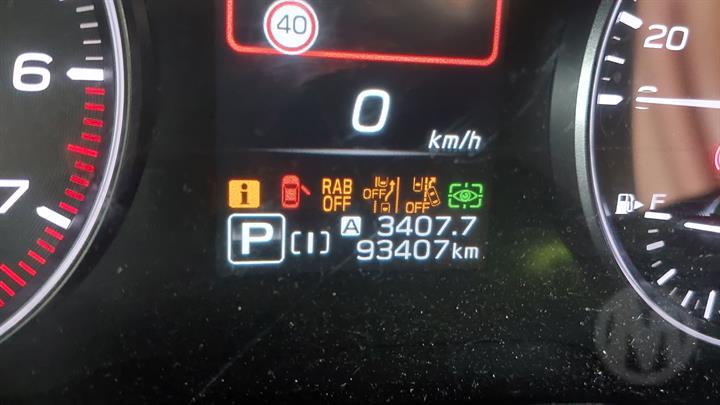 40
6
20
0
km/h
i
RAB
OFF
OFF
OFF
7
F
P
[I]
A 3407.7
93407km